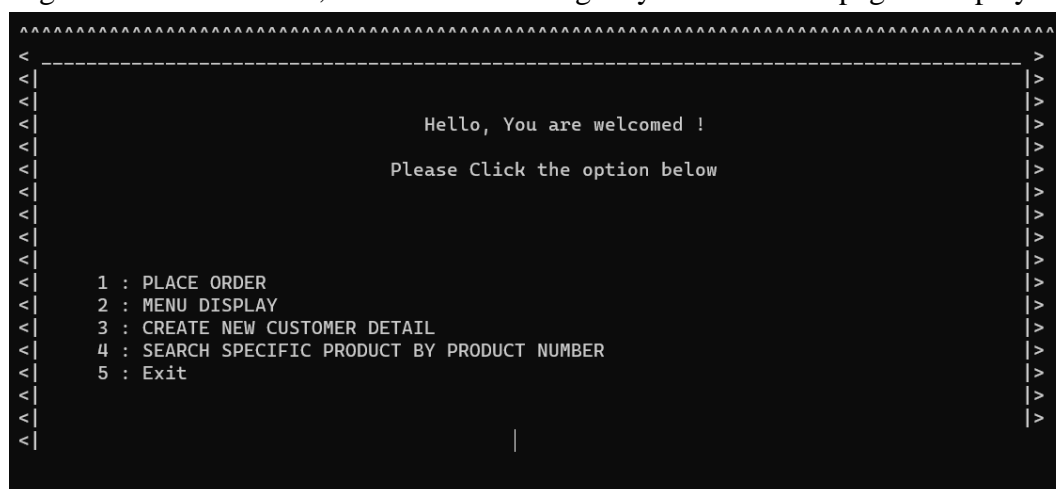 ^^^^^^^^^^^^^^^^^^^^^^^^^^^^^^^^^^^^^^^^^^^^^^^^^^^^^^^^^^^^^^^^^^^^^^^^^^^^^^^^^^^^^^^^^^^^
< _______________________________________________________________________________________ >
<| |>
<| |>
<| Hello, You are welcomed ! |>
<| |>
<| Please Click the option below |>
<| |>
<| |>
<| |>
<| |>
<| 1 : PLACE ORDER |>
<| 2 : MENU DISPLAY |>
<| 3 : CREATE NEW CUSTOMER DETAIL |>
<| 4 : SEARCH SPECIFIC PRODUCT BY PRODUCT NUMBER |>
<| 5 : Exit |>
<| |>
<| |>
<|